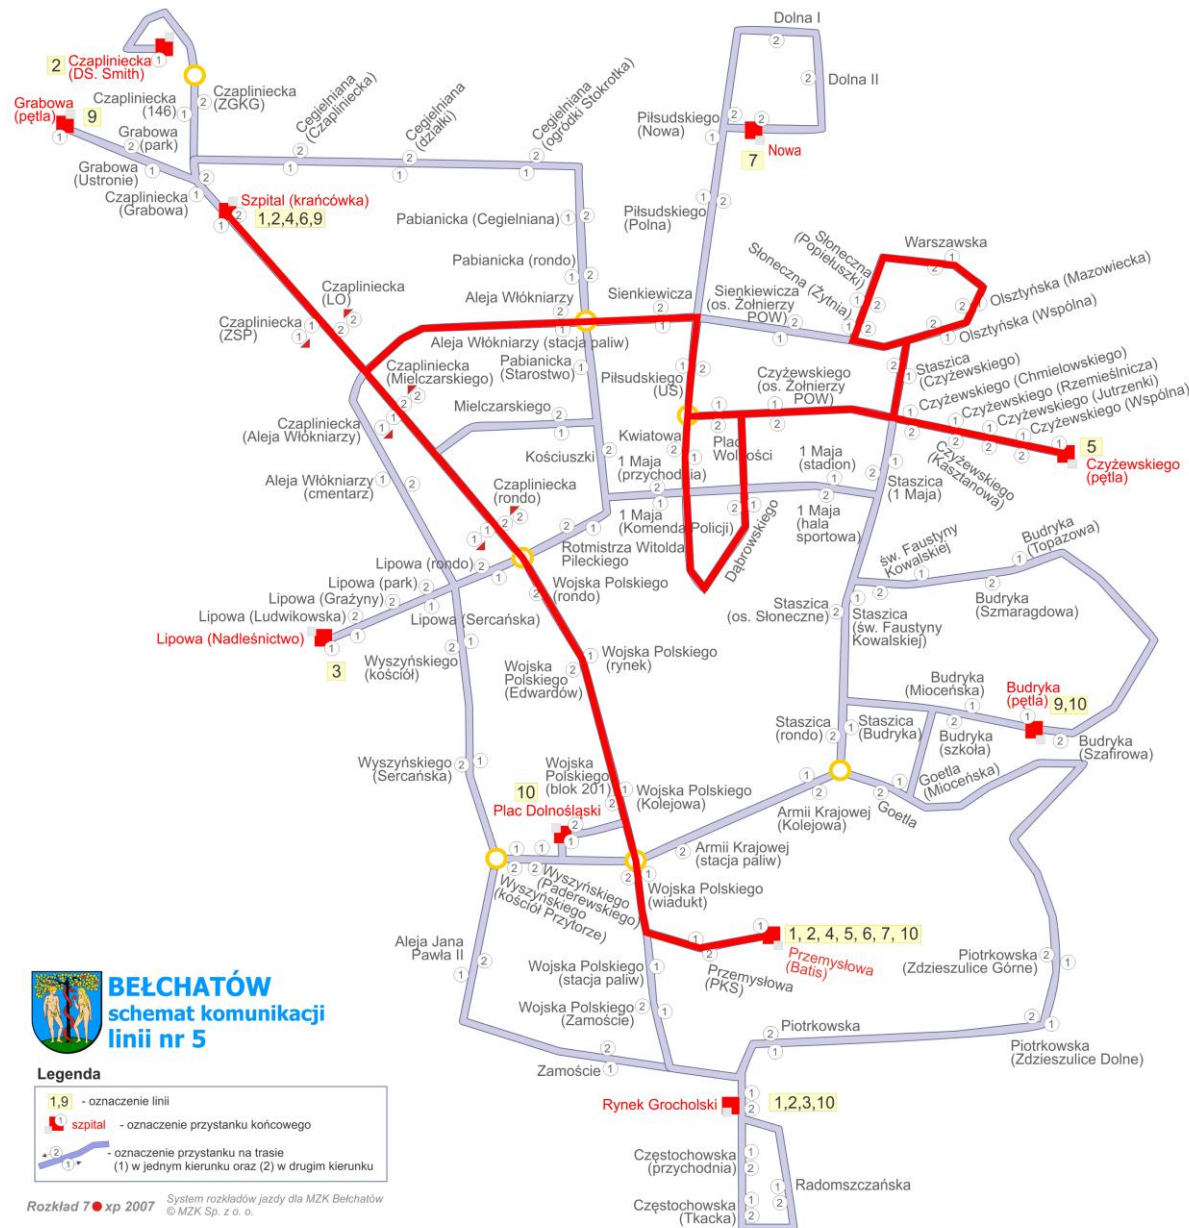 Dolna I
2 Czapliniecka
(DS. Smith)
Czapliniecka
(ZGKG)
Dolna II
Grabowa
(pętla)
9
Czapliniecka
(146)
Grabowa
(park)
Cegielniana
(Czapliniecka)
Cegielniana
(działki)
Cegielniana
(ogródki Stokrotka)
Piłsudskiego
(Nowa)
Nowa
7
Grabowa
(Ustronie)
Czapliniecka
(Grabowa)
Szpital (krańcówka)
1,2,4,6,9
Pabianicka (Cegielniana)
Piłsudskiego
(Polna)
Pabianicka (rondo)
Słoneczna
(Popiełuszki)
Słoneczna (Żytnia)
Warszawska
Olsztyńska (Mazowiecka)
Olsztyńska (Wspólna)
Czapliniecka
(LO)
Aleja Włókniarzy
Sienkiewicza
Sienkiewicza
(os. Żołnierzy
POW)
Czapliniecka
(ZSP)
Aleja Włókniarzy (stacja paliw)
Czapliniecka
(Mielczarskiego)
Pabianicka
(Starostwo)
Piłsudskiego
(US)
Czyżewskiego
(os. Żołnierzy
POW)
Staszica
(Czyżewskiego)
Czyżewskiego (Chmielowskiego)
Czyżewskiego (Rzemieślnicza)
Czyżewskiego (Jutrzenki)
Czyżewskiego (Wspólna)
Mielczarskiego
Czapliniecka
(Aleja Włókniarzy)
Kwiatowa
Plac
Wolności
Kościuszki
1 Maja
(przychodnia)
1 Maja
(stadion)
Staszica
(1 Maja)
Czyżewskiego
(Kasztanowa)
5
Czyżewskiego
(pętla)
Aleja Włókniarzy
(cmentarz)
Czapliniecka
(rondo)
1 Maja
(Komenda Policji)
Dąbrowskiego
1 Maja
(hala
sportowa)
Rotmistrza Witolda
Pileckiego
św. Faustyny
Kowalskiej
Budryka
(Topazowa)
Lipowa (rondo)
Lipowa (park)
Lipowa (Grażyny)
Lipowa (Ludwikowska)
Lipowa (Nadleśnictwo)
3
Wojska Polskiego
(rondo)
Lipowa (Sercańska)
Staszica
(os. Słoneczne)
Staszica
(św. Faustyny
Kowalskiej)
Budryka
(Szmaragdowa)
Wyszyńskiego
(kościół)
Wojska
Polskiego
(Edwardów)
Wojska Polskiego
(rynek)
Budryka
(Mioceńska)
Budryka
(pętla)
9,10
Staszica
(rondo)
Staszica
(Budryka)
Budryka
(szkoła)
Budryka
(Szafirowa)
Wyszyńskiego
(Sercańska)
Wojska
Polskiego
(blok 201)
Wojska Polskiego
(Kolejowa)
Goetla
(Mioceńska)
Goetla
10
Plac Dolnośląski
Armii Krajowej
(Kolejowa)
Armii Krajowej
(stacja paliw)
Wyszyńskiego
(Paderewskiego)
Wyszyńskiego
(kościół Przytorze)
Wojska Polskiego
(wiadukt)
1, 2, 4, 5, 6, 7, 10
Przemysłowa
(Batis)
Przemysłowa
(PKS)
Aleja Jana
Pawła II
Wojska Polskiego
(stacja paliw)
Piotrkowska
(Zdzieszulice Górne)
Wojska Polskiego
(Zamoście)
Piotrkowska
Piotrkowska
(Zdzieszulice Dolne)
Zamoście
BEŁCHATÓW
schemat komunikacji
linii nr 5
Rynek Grocholski
1,2,3,10
Legenda
1,9 - oznaczenie linii
1 szpital - oznaczenie przystanku końcowego
2 1 - oznaczenie przystanku na trasie
(1) w jednym kierunku oraz (2) w drugim kierunku
Częstochowska
(przychodnia)
Radomszczańska
Częstochowska
(Tkacka)
Rozkład 7 xp 2007
System rozkładów jazdy dla MZK Bełchatów
© MZK Sp. z o. o.